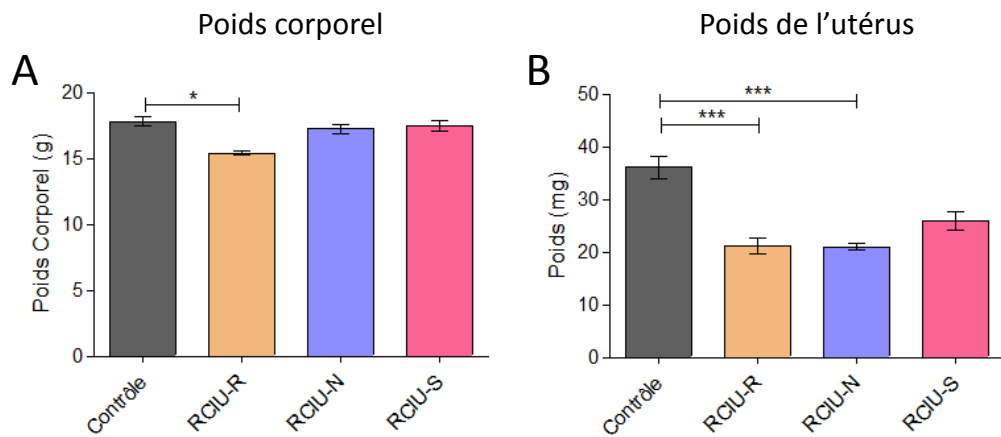 Poids corporel
A
Poids Corporel (g)
20
15
10
5
0
*
Contrôle
RCIU-R
RCIU-N
RCIU-S
Poids de l’utérus
B
Poids (mg)
50
40
30
20
10
0
***
***
Contrôle
RCIU-R
RCIU-N
RCIU-S